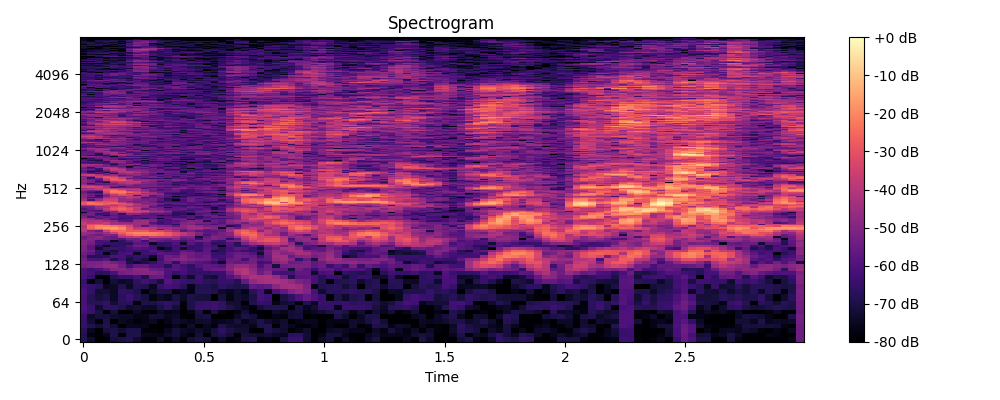 Spectrogram
Hz
4096
2048
1024
512
256
128
64
0
0
0.5
1
1.5
2
2.5
Time
+0 dB
-10 dB
-20 dB
-30 dB
-40 dB
-50 dB
-60 dB
-70 dB
-80 dB